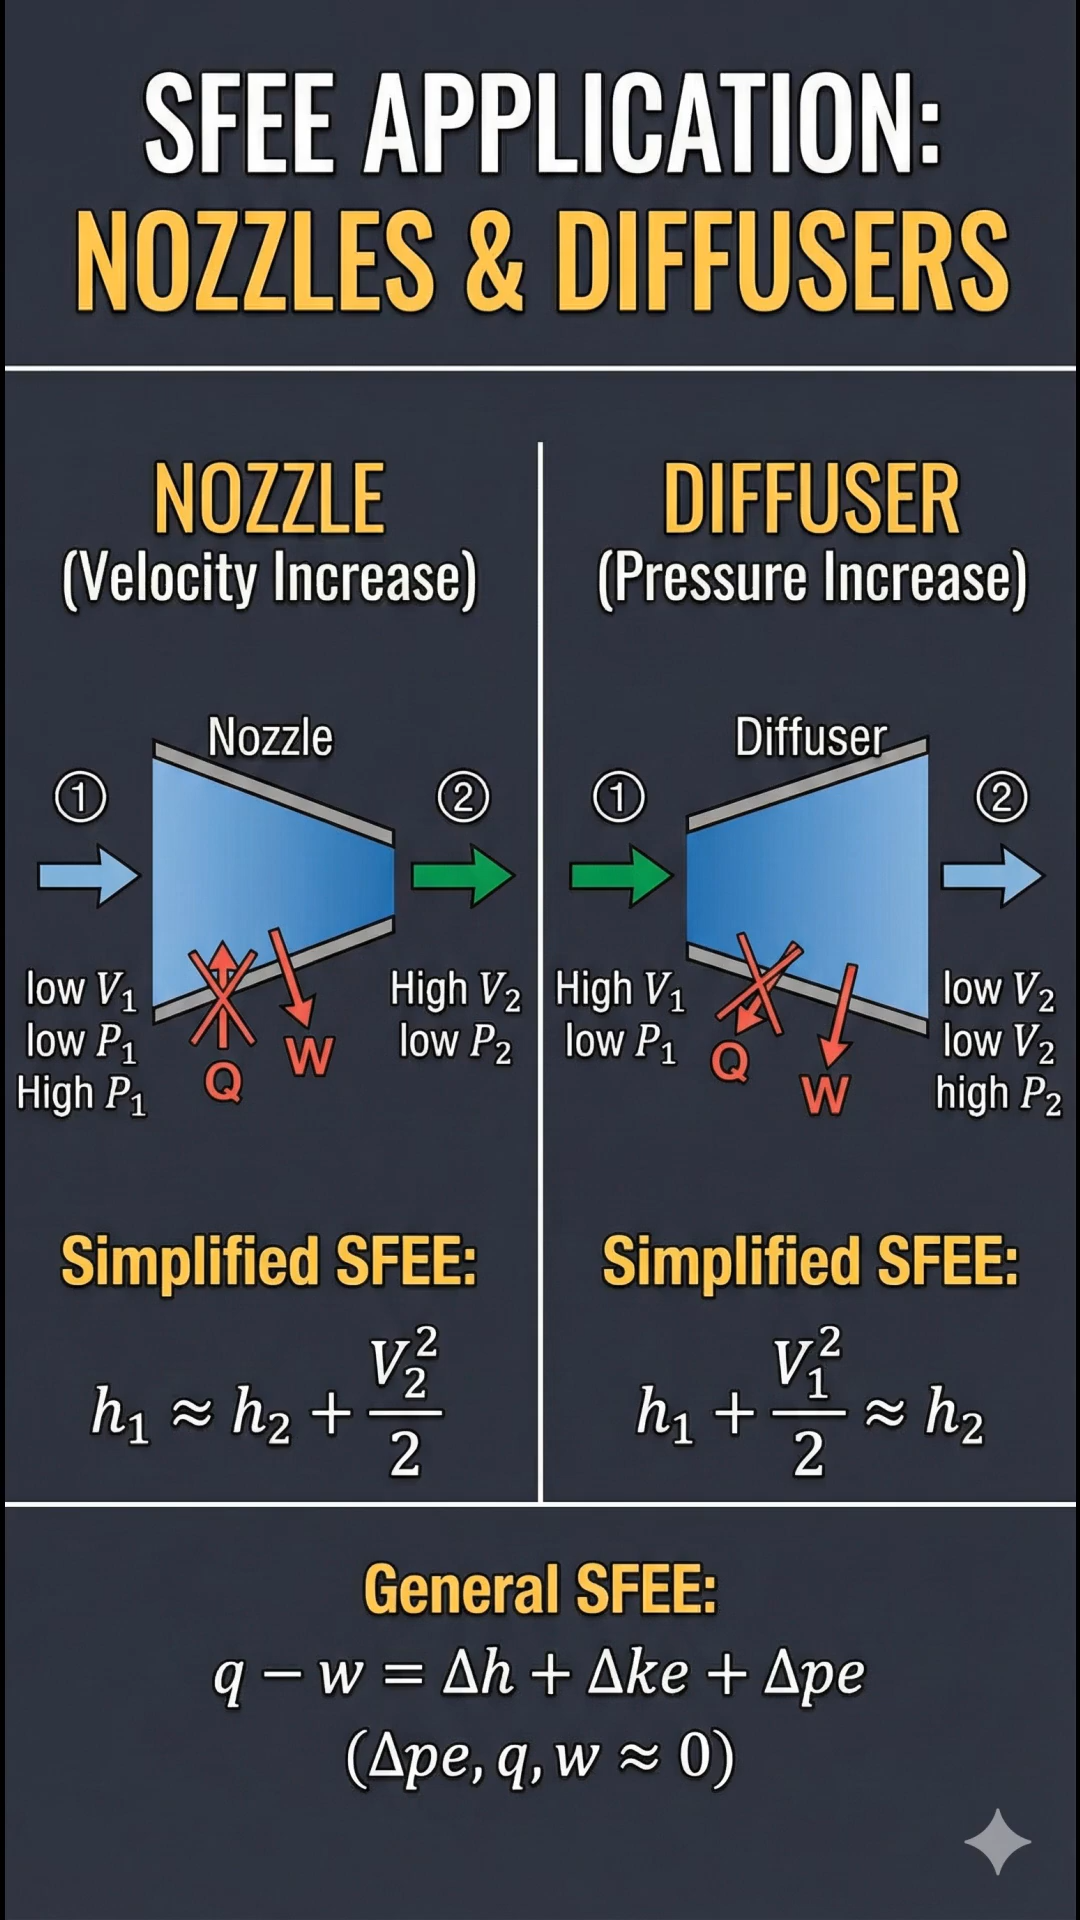 SFEE APPLICATION:
NOZZLES & DIFFUSERS
NOZZLE
(Velocity Increase)
Nozzle
①
②
low V₁
low P₁
High P₁
Q
W
High V₂
low P₂
Simplified SFEE:
h₁ ≈ h₂ + V₂²/2
DIFFUSER
(Pressure Increase)
Diffuser
①
②
High V₁
low P₁
Q
W
low V₂
low V₂
high P₂
Simplified SFEE:
h₁ + V₁²/2 ≈ h₂
General SFEE:
q − w = Δh + Δke + Δpe
(Δpe, q, w ≈ 0)